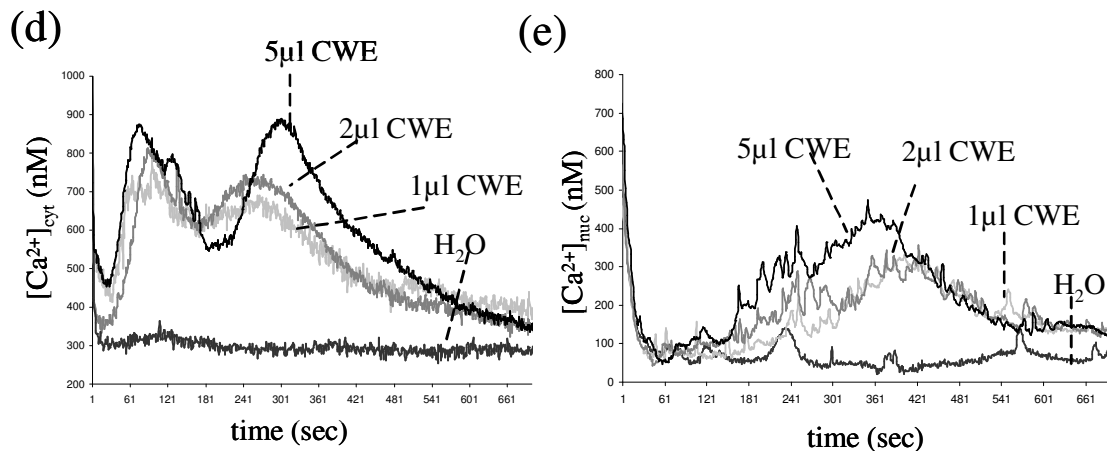 (d)
5µl CWE
2µl CWE
1µl CWE
H₂O
[Ca²⁺]cyt (nM)
1000
900
800
700
600
500
400
300
200
1 61 121 181 241 301 361 421 481 541 601 661
time (sec)
(e)
5µl CWE
2µl CWE
1µl CWE
H₂O
[Ca²⁺]nuc (nM)
800
700
600
500
400
300
200
100
0
1 61 121 181 241 301 361 421 481 541 601 661
time (sec)